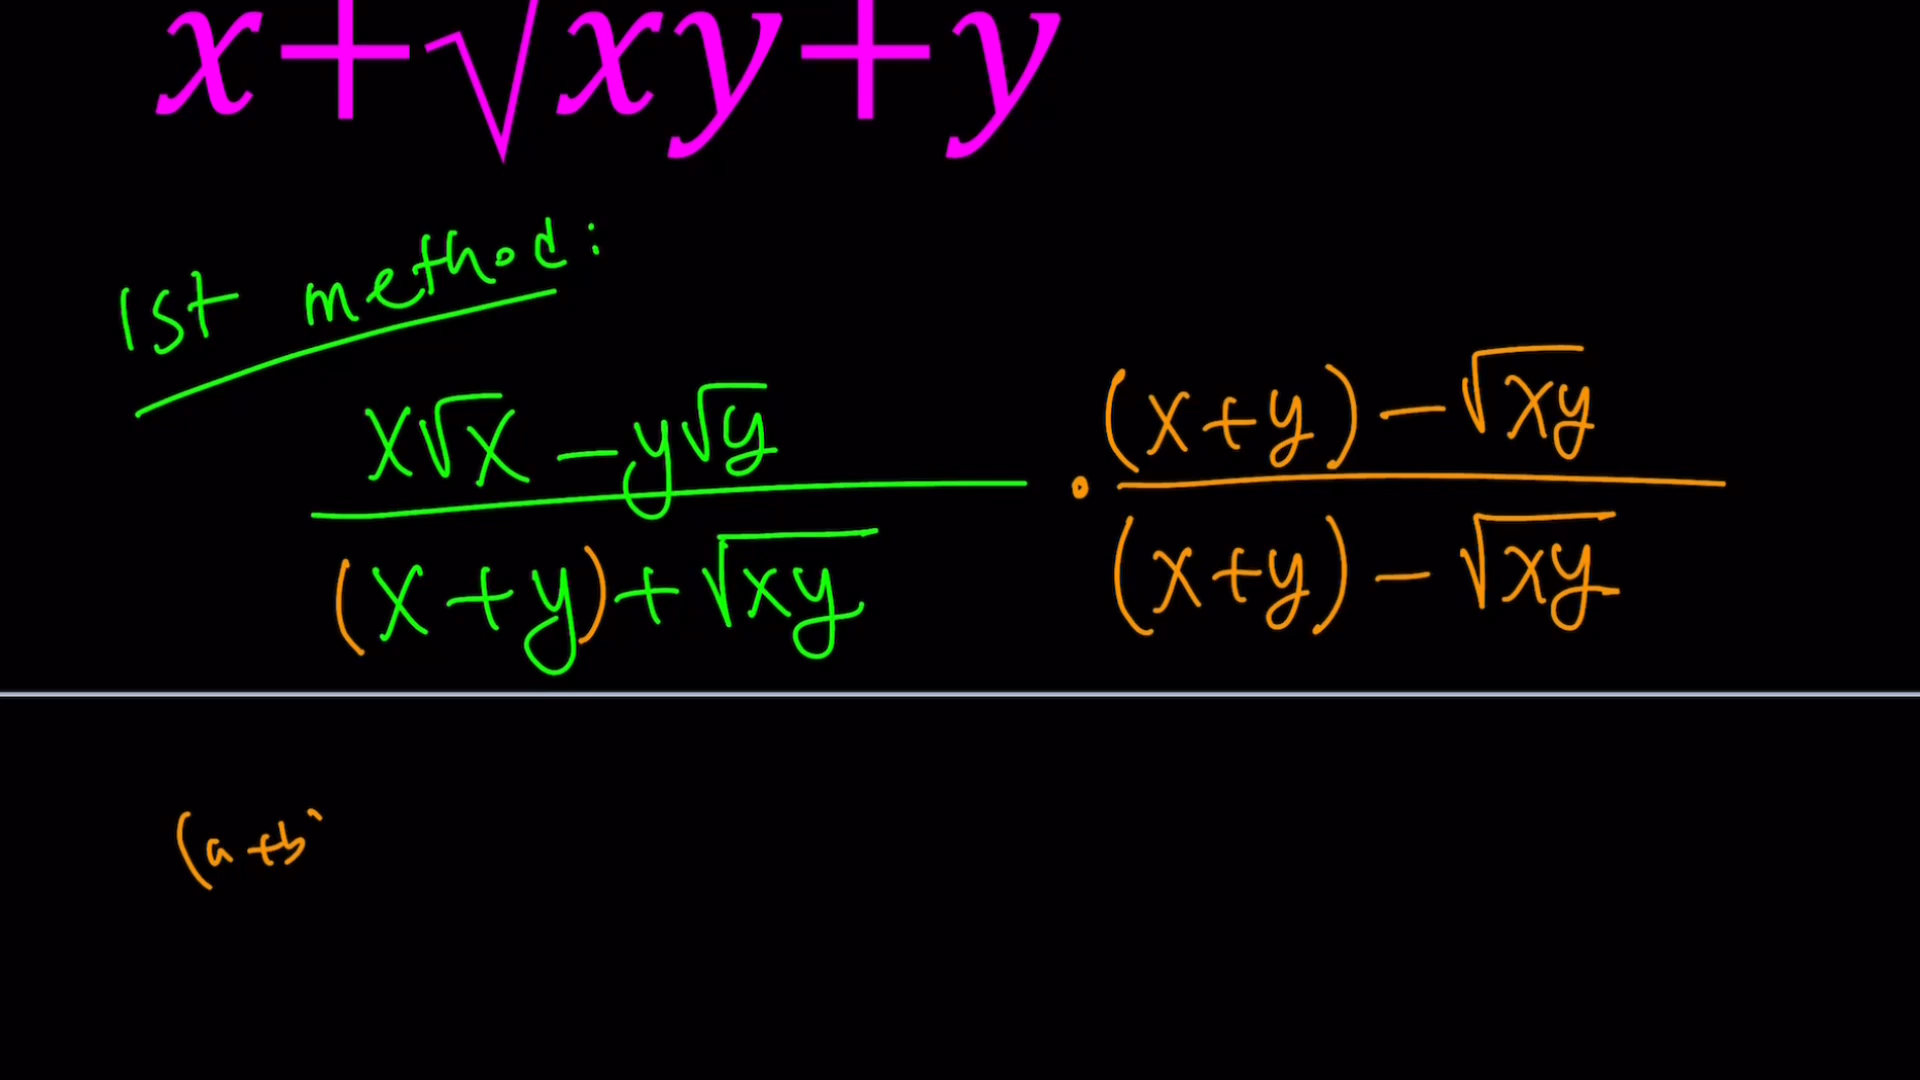 x+√xy+y
1st method:
x√x − y√y / (x+y)+√xy · (x+y)−√xy / (x+y)−√xy
(a+b)